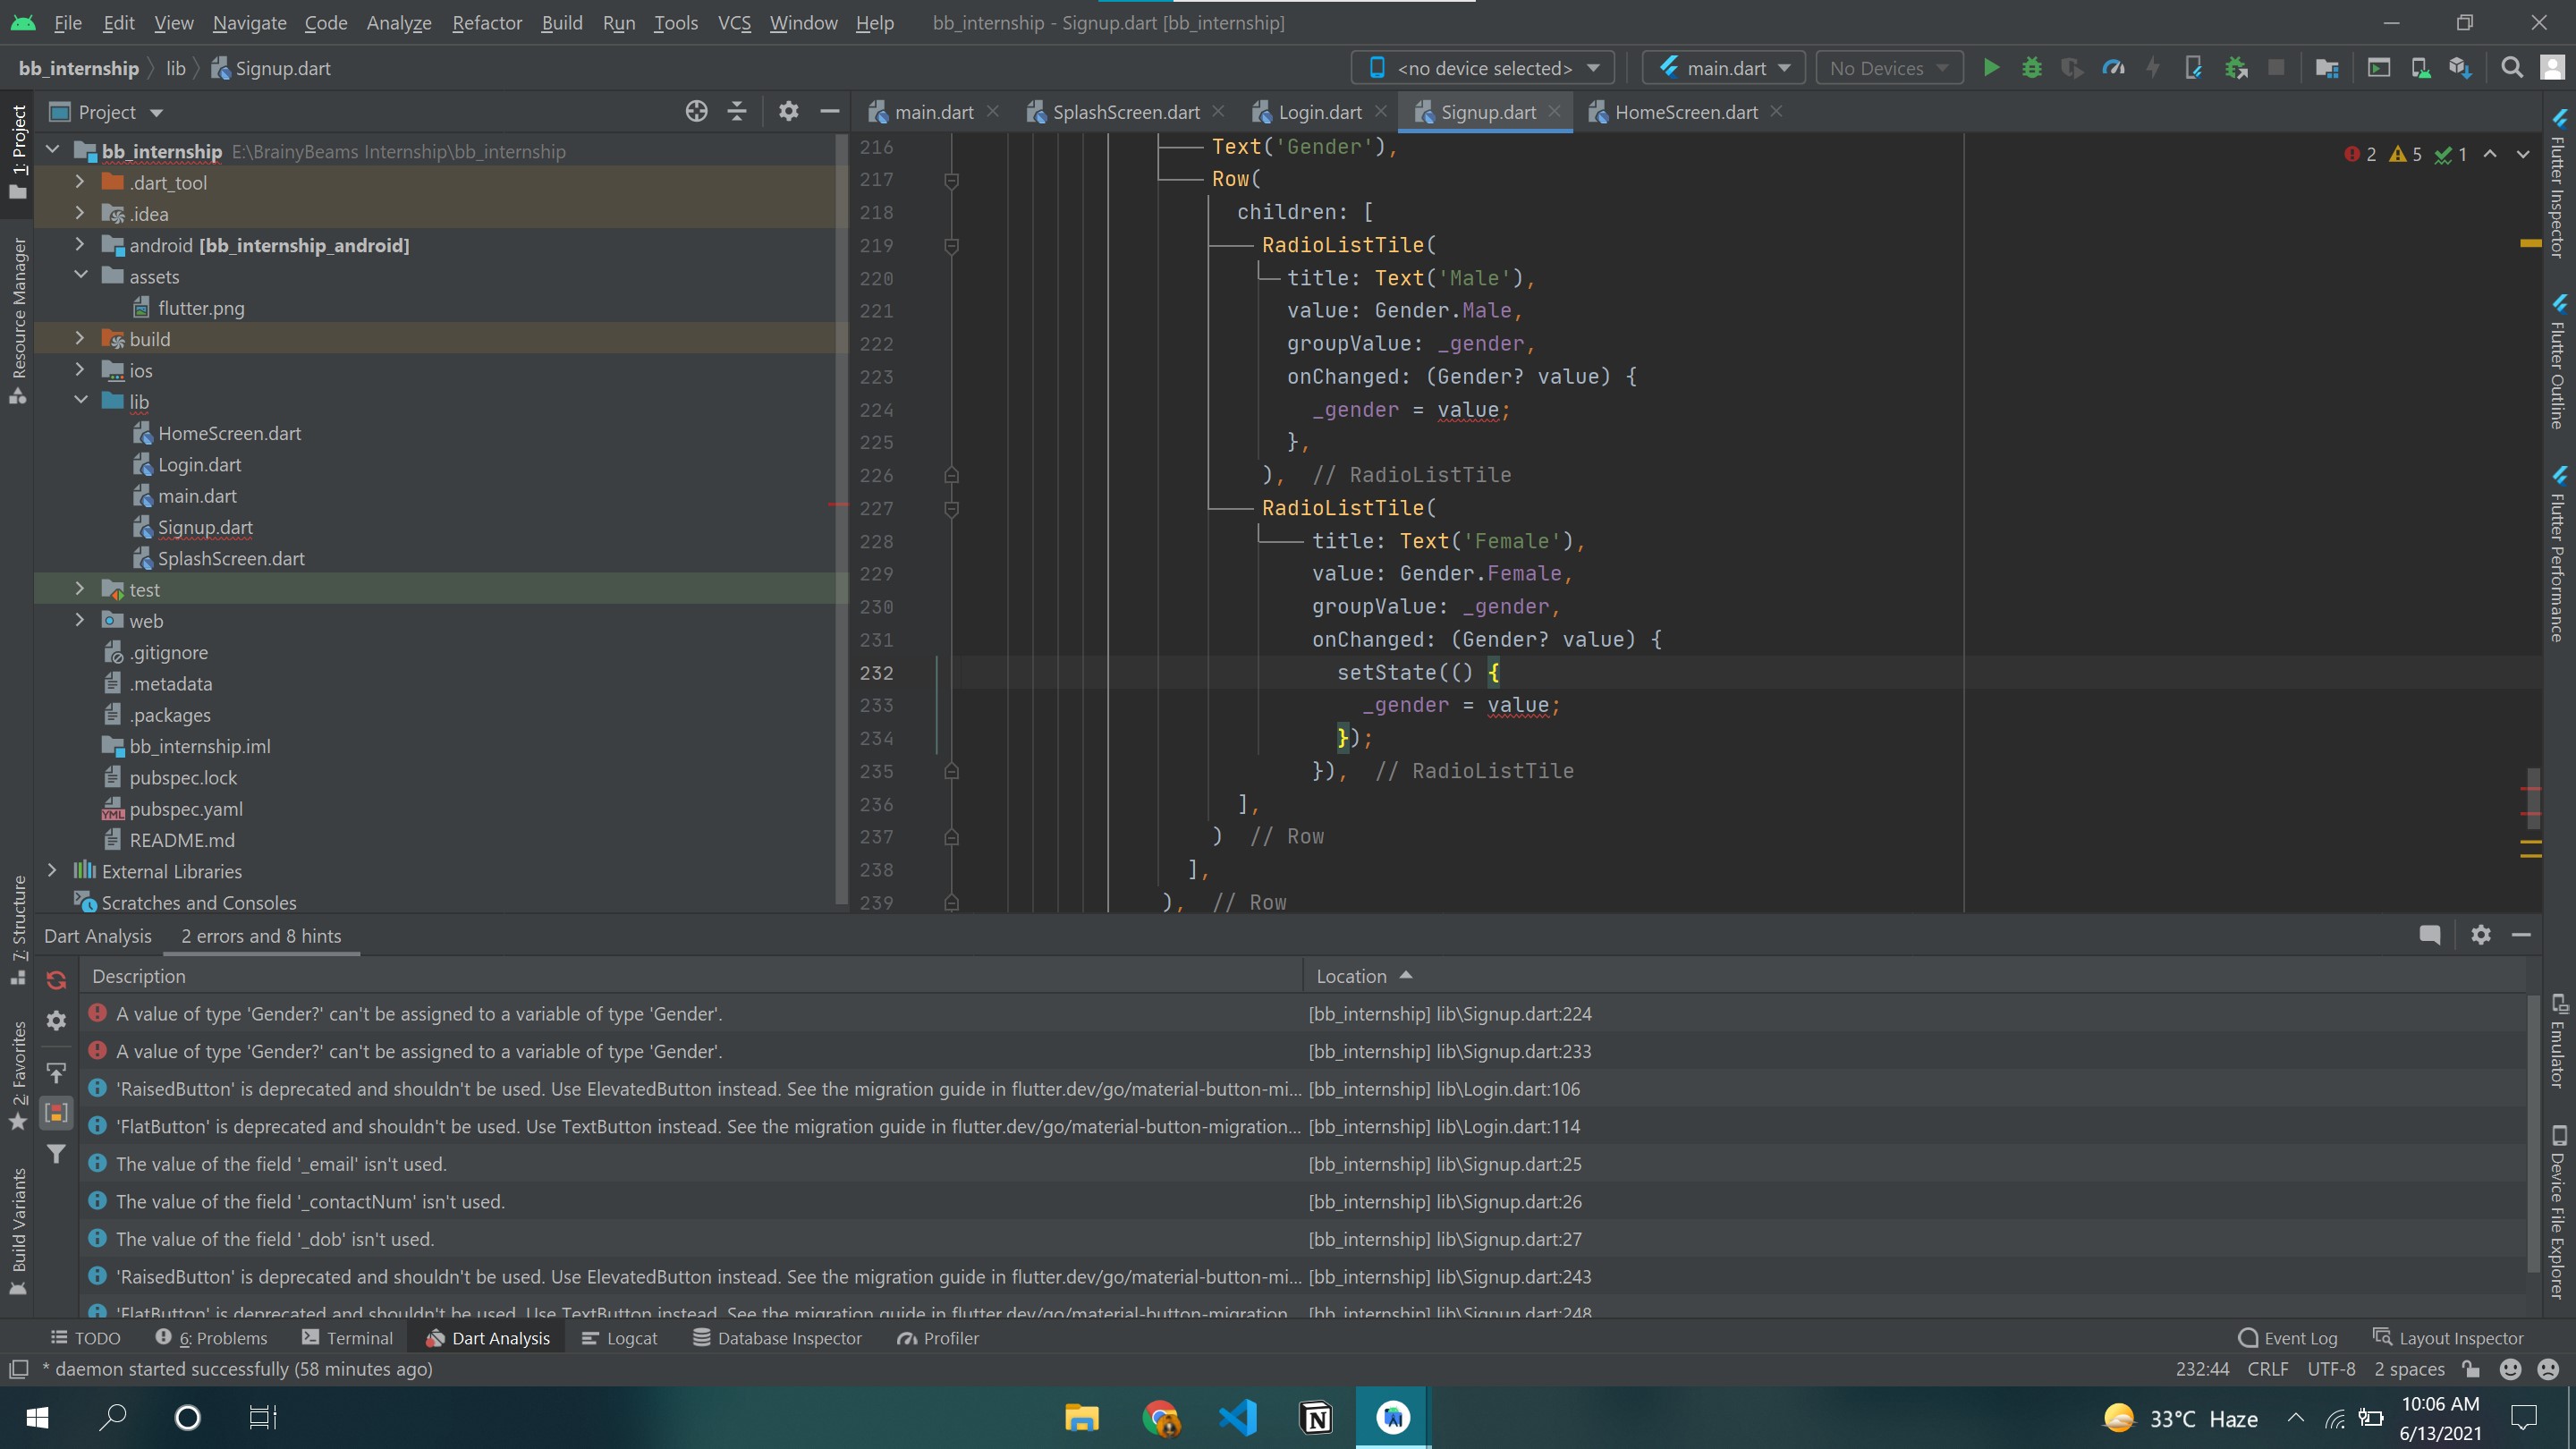 File Edit View Navigate Code Analyze Refactor Build Run Tools VCS Window Help bb_internship - Signup.dart [bb_internship]
bb_internship lib Signup.dart <no device selected> main.dart No Devices
Project main.dart SplashScreen.dart Login.dart Signup.dart HomeScreen.dart
1: Project
Resource Manager
7: Structure
2: Favorites
Build Variants
bb_internship E:\BrainyBeams Internship\bb_internship
.dart_tool
.idea
android [bb_internship_android]
assets
flutter.png
build
ios
lib
HomeScreen.dart
Login.dart
main.dart
Signup.dart
SplashScreen.dart
test
web
.gitignore
.metadata
.packages
bb_internship.iml
pubspec.lock
pubspec.yaml
README.md
External Libraries
Scratches and Consoles
2 5 1
216 Text('Gender'),
217 Row(
218 children: [
219 RadioListTile(
220 title: Text('Male'),
221 value: Gender.Male,
222 groupValue: _gender,
223 onChanged: (Gender? value) {
224 _gender = value;
225 },
226 ), // RadioListTile
227 RadioListTile(
228 title: Text('Female'),
229 value: Gender.Female,
230 groupValue: _gender,
231 onChanged: (Gender? value) {
232 setState(() {
233 _gender = value;
234 });
235 }), // RadioListTile
236 ],
237 ) // Row
238 ],
239 ), // Row
Flutter Inspector
Flutter Outline
Flutter Performance
Emulator
Device File Explorer
Dart Analysis 2 errors and 8 hints
Description Location
A value of type 'Gender?' can't be assigned to a variable of type 'Gender'. [bb_internship] lib\Signup.dart:224
A value of type 'Gender?' can't be assigned to a variable of type 'Gender'. [bb_internship] lib\Signup.dart:233
'RaisedButton' is deprecated and shouldn't be used. Use ElevatedButton instead. See the migration guide in flutter.dev/go/material-button-mi... [bb_internship] lib\Login.dart:106
'FlatButton' is deprecated and shouldn't be used. Use TextButton instead. See the migration guide in flutter.dev/go/material-button-migration... [bb_internship] lib\Login.dart:114
The value of the field '_email' isn't used. [bb_internship] lib\Signup.dart:25
The value of the field '_contactNum' isn't used. [bb_internship] lib\Signup.dart:26
The value of the field '_dob' isn't used. [bb_internship] lib\Signup.dart:27
'RaisedButton' is deprecated and shouldn't be used. Use ElevatedButton instead. See the migration guide in flutter.dev/go/material-button-mi... [bb_internship] lib\Signup.dart:243
'FlatButton' is deprecated and shouldn't be used. Use TextButton instead. See the migration guide in flutter.dev/go/material-button-migration... [bb_internship] lib\Signup.dart:248
TODO 6: Problems Terminal Dart Analysis Logcat Database Inspector Profiler Event Log Layout Inspector
* daemon started successfully (58 minutes ago) 232:44 CRLF UTF-8 2 spaces
33°C Haze 10:06 AM
6/13/2021